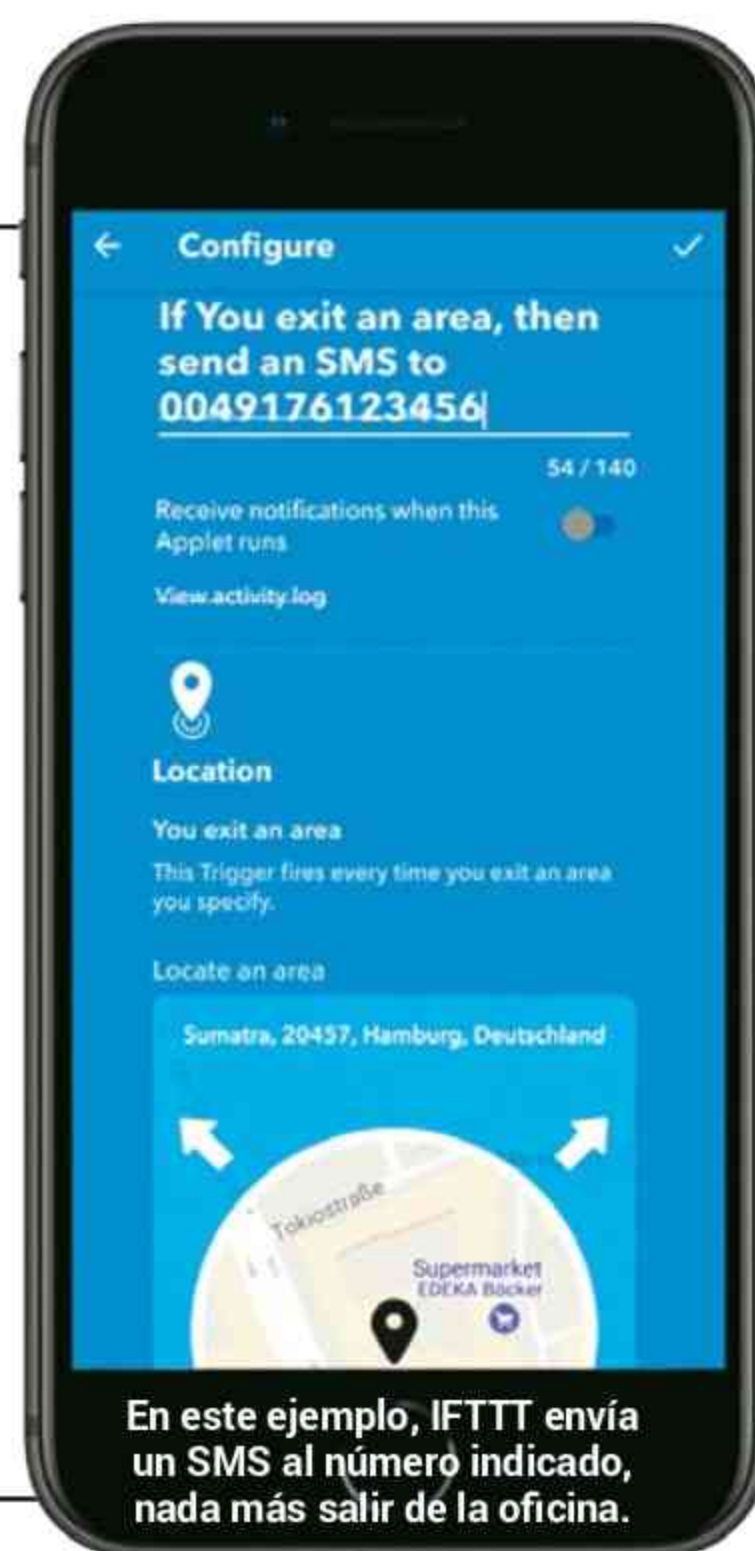 Configure
If You exit an area, then
send an SMS to
0049176123456
54 / 140
Receive notifications when this
Applet runs
View activity log
Location
You exit an area
This Trigger fires every time you exit an area
you specify.
Locate an area
Sumatra, 20457, Hamburg, Deutschland
Tokiostraße
Supermarket
EDEKA Böcker
En este ejemplo, IFTTT envía
un SMS al número indicado,
nada más salir de la oficina.